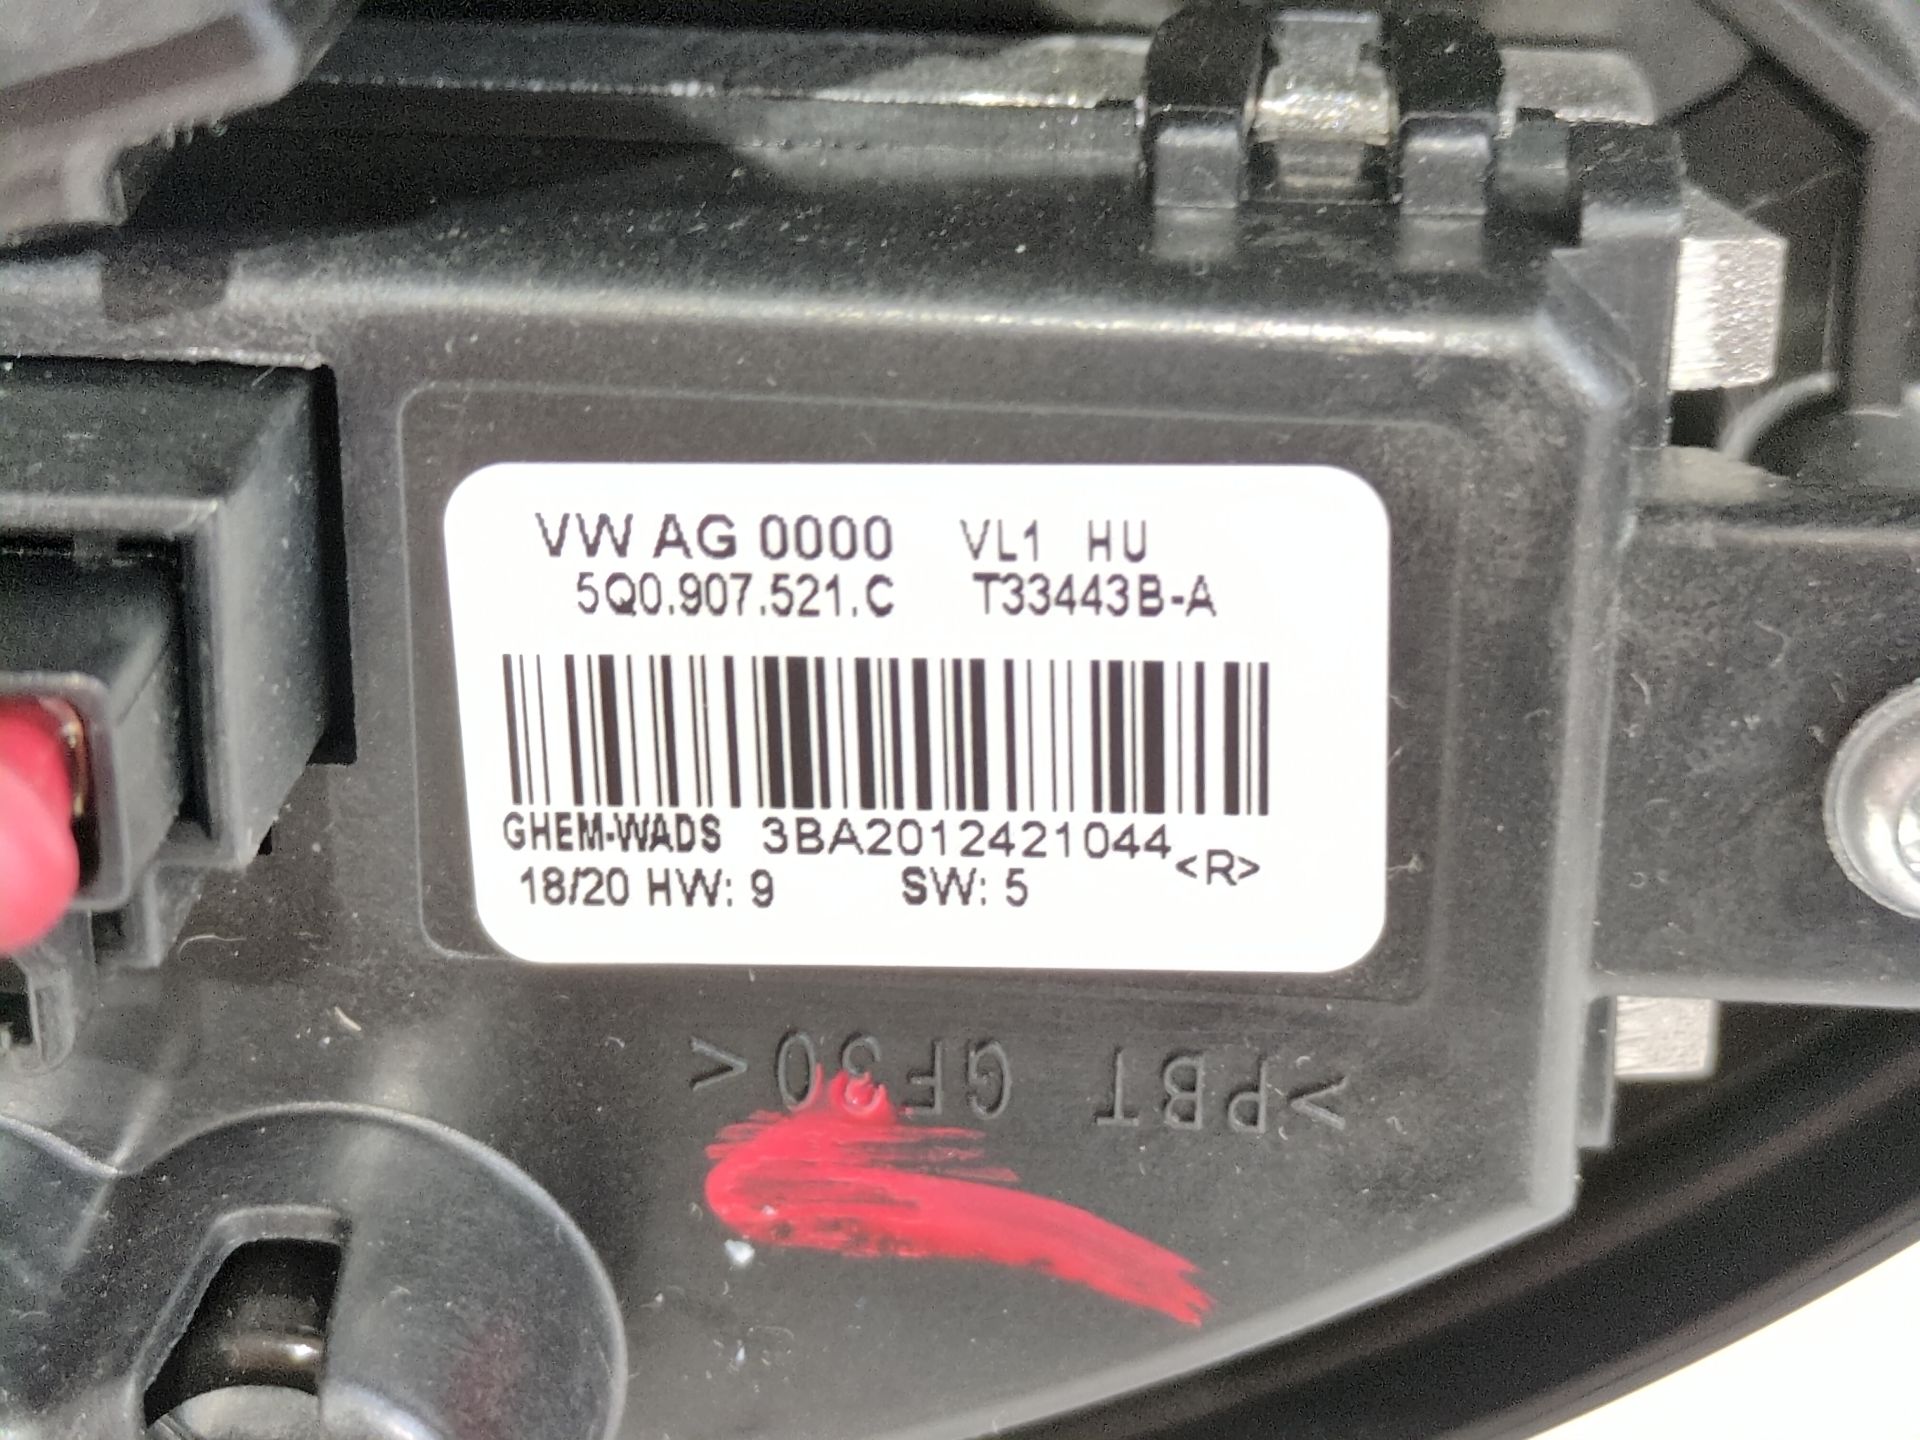 VW AG 0000 VL1 HU
5Q0.907.521.C T33443B-A
GHEM-WADS 3BA2012421044 <R>
18/20 HW: 9 SW: 5
>PBT GF30<